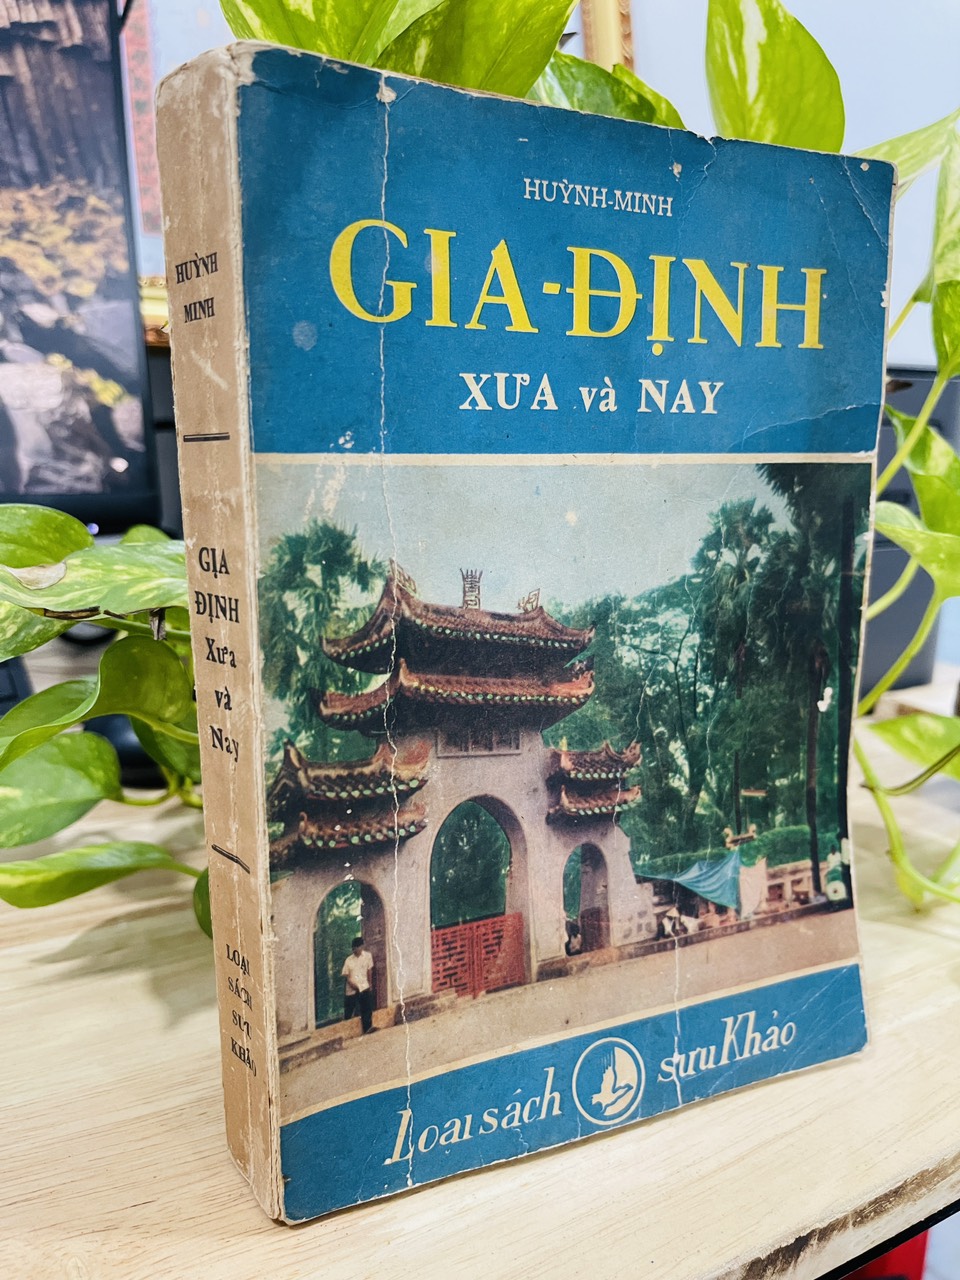 HUỲNH-MINH
GIA-ĐỊNH
XƯA và NAY
Loại sách sưu Khảo
HUỲNH
MINH
GỊA
ĐỊNH
Xưa
và
Nay
LOẠI
SÁCH
SƯU
KHẢO